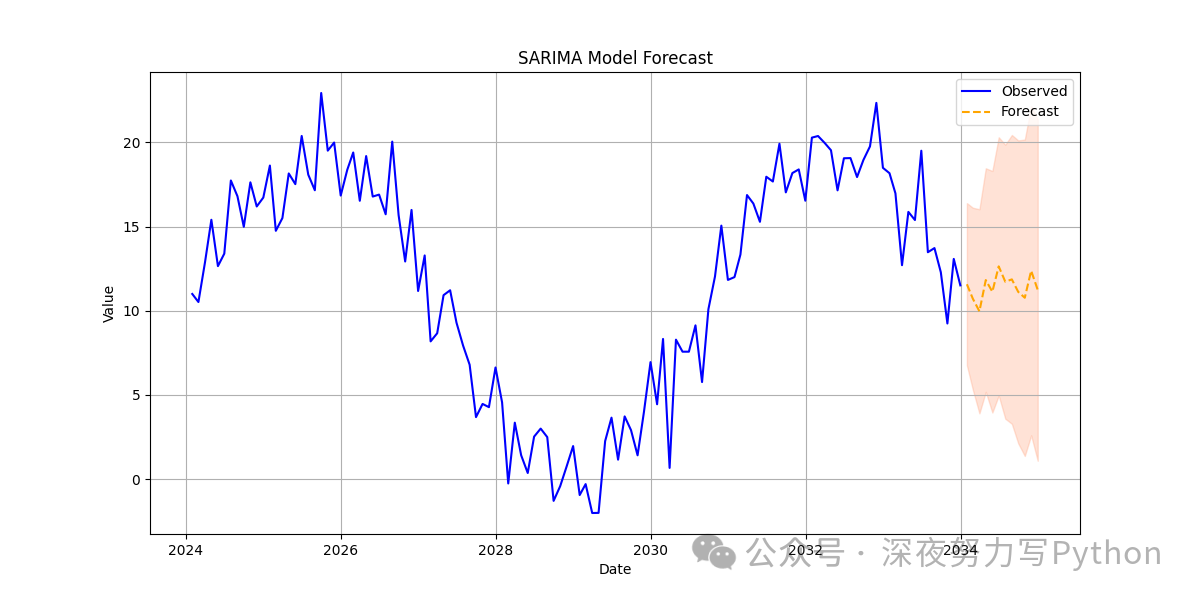 SARIMA Model Forecast
Observed
Forecast
Value
20
15
10
5
0
2024 2026 2028 2030 2032 2034
Date
公众号 · 深夜努力写Python